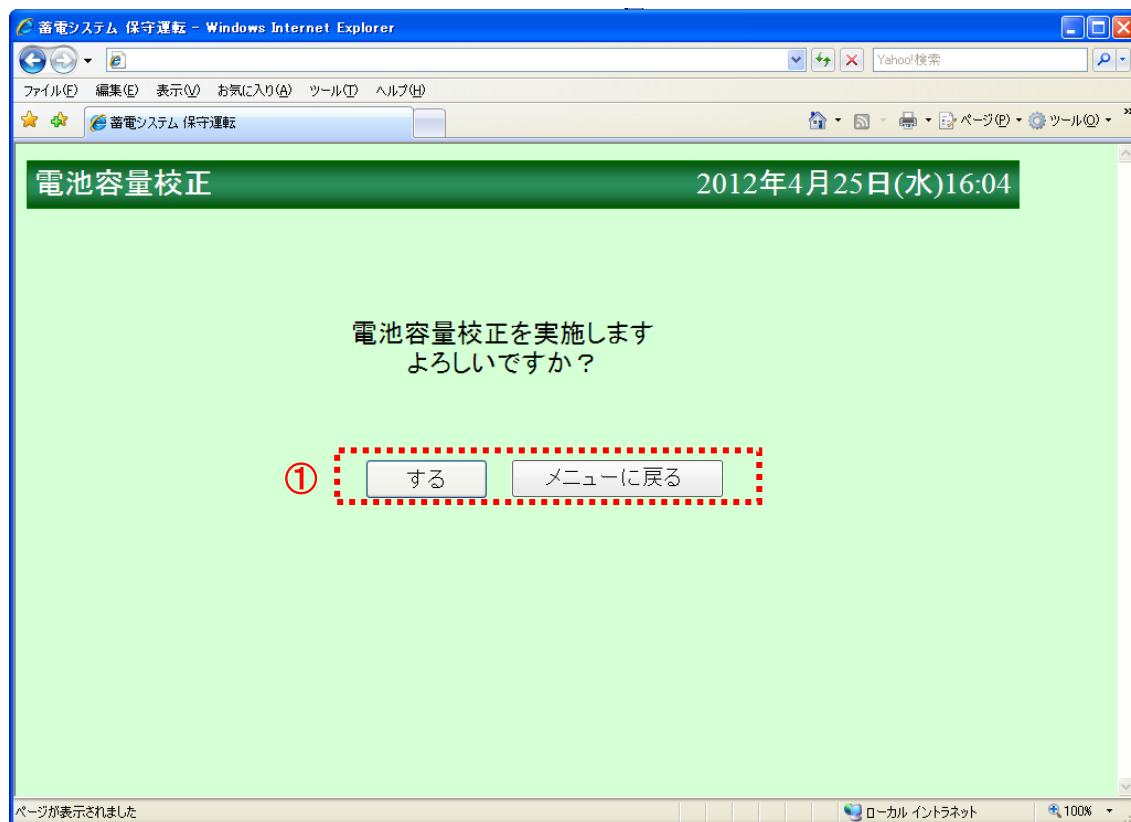 蓄電システム 保守運転 - Windows Internet Explorer
Yahoo!検索
ファイル(F) 編集(E) 表示(V) お気に入り(A) ツール(T) ヘルプ(H)
蓄電システム 保守運転
ページ(P) ツール(O)
電池容量校正
2012年4月25日(水)16:04
電池容量校正を実施します
よろしいですか？
① する メニューに戻る
ページが表示されました
ローカル イントラネット
100%